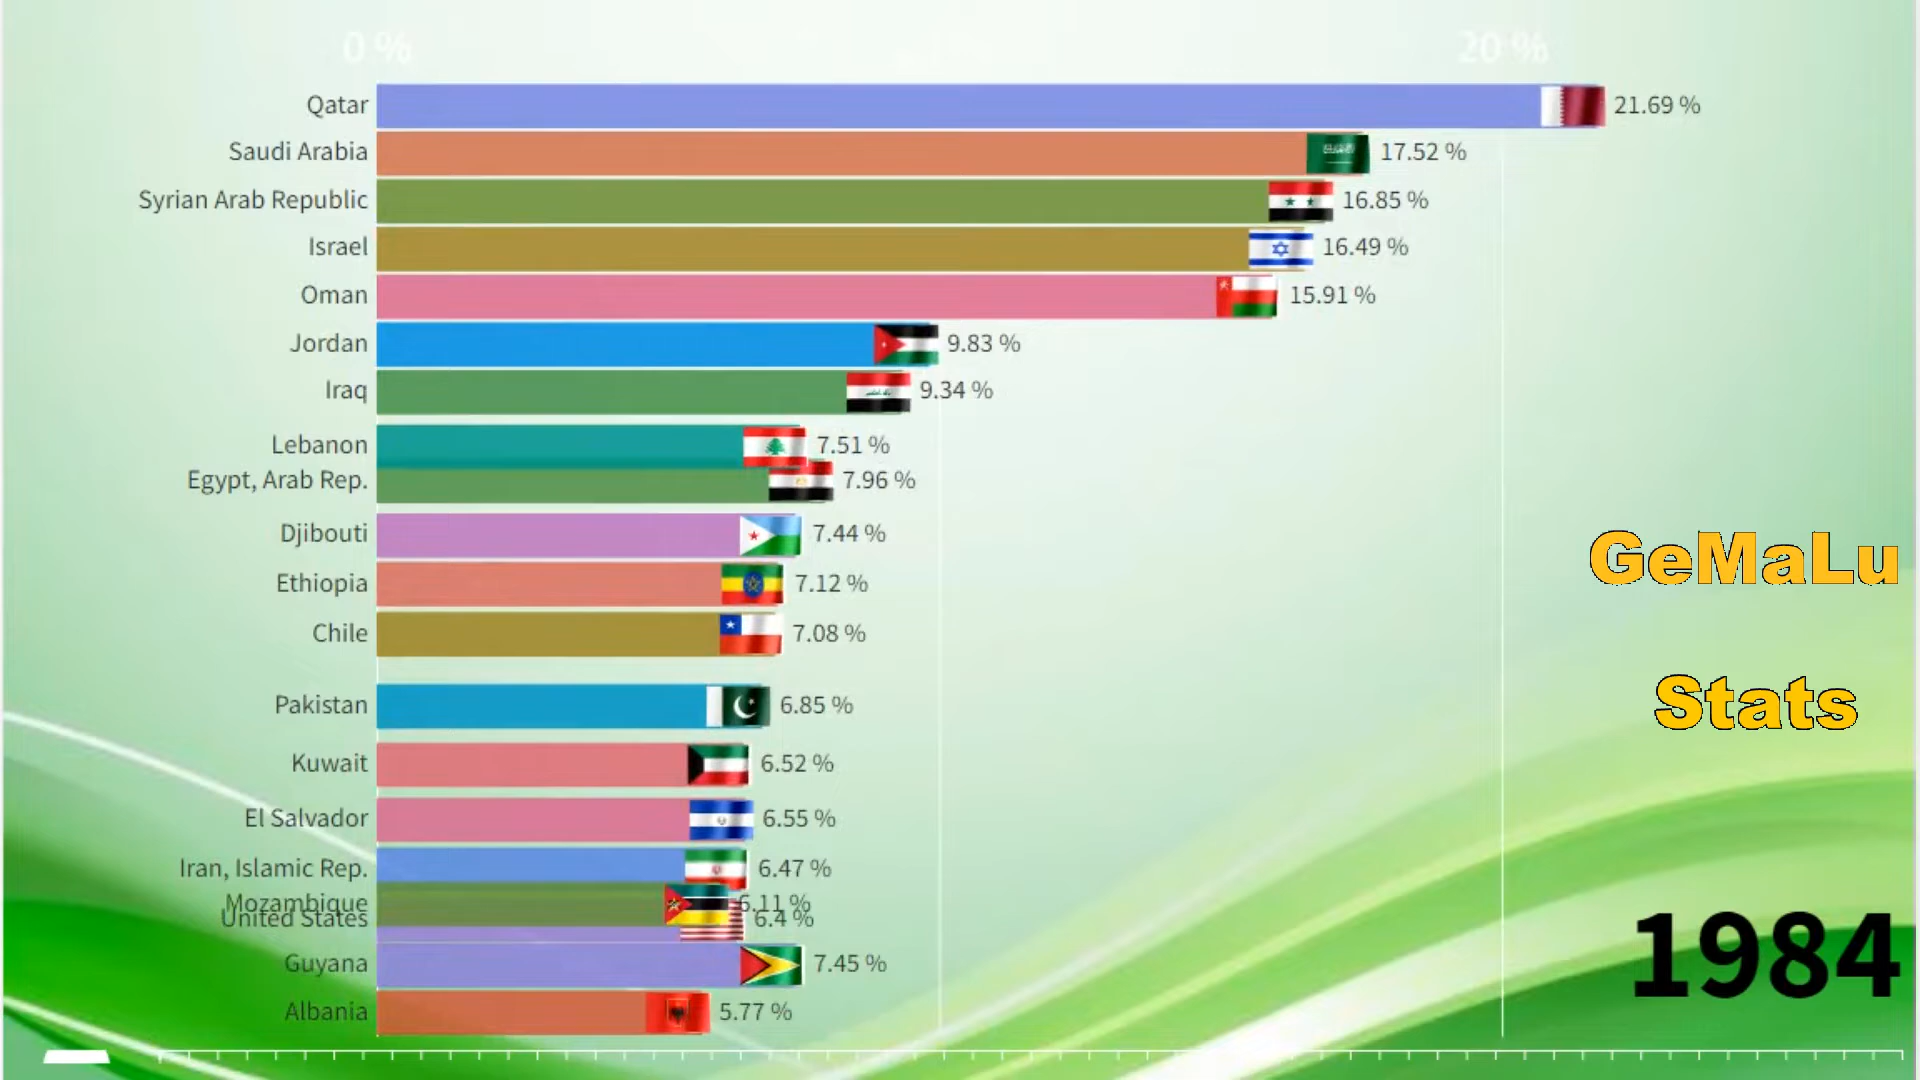 0 %
20 %
Qatar 21.69 %
Saudi Arabia 17.52 %
Syrian Arab Republic 16.85 %
Israel 16.49 %
Oman 15.91 %
Jordan 9.83 %
Iraq 9.34 %
Lebanon 7.51 %
Egypt, Arab Rep. 7.96 %
Djibouti 7.44 %
Ethiopia 7.12 %
Chile 7.08 %
Pakistan 6.85 %
Kuwait 6.52 %
El Salvador 6.55 %
Iran, Islamic Rep. 6.47 %
Mozambique 6.11 %
United States 6.4 %
Guyana 7.45 %
Albania 5.77 %
GeMaLu
Stats
1984